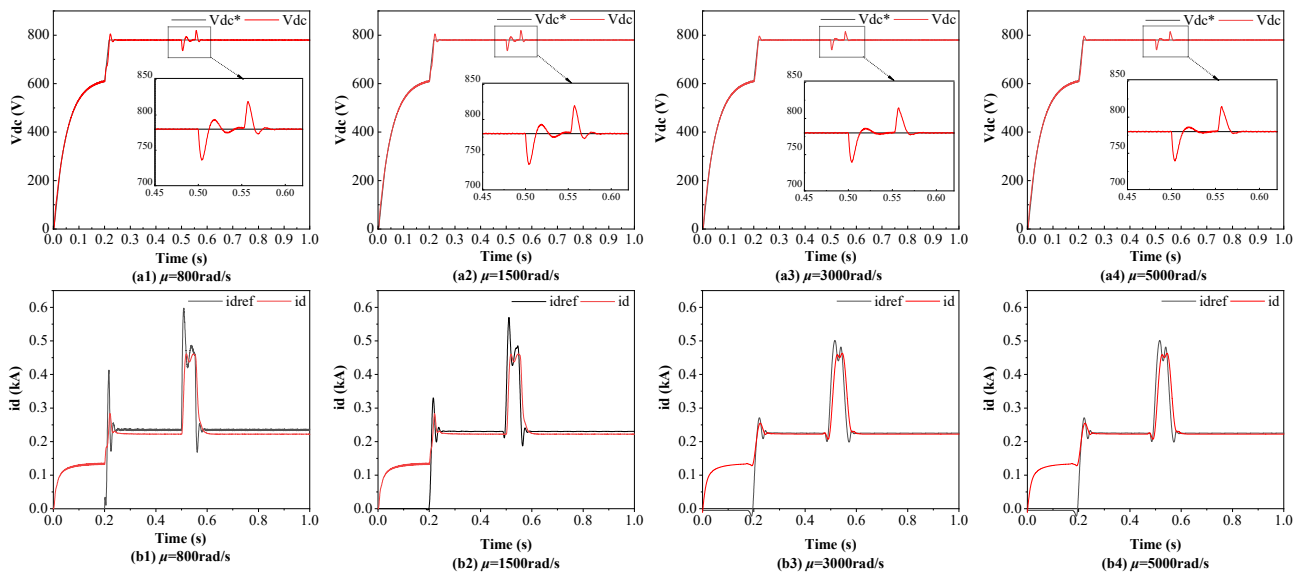 Vdc* Vdc
800
600
400
200
0
Vdc (V)
850
800
750
700
0.45 0.50 0.55 0.60
0.0 0.1 0.2 0.3 0.4 0.5 0.6 0.7 0.8 0.9 1.0
Time (s)
(a1) μ=800rad/s
Vdc* Vdc
800
600
400
200
0
Vdc (V)
850
800
750
700
0.45 0.50 0.55 0.60
0.0 0.1 0.2 0.3 0.4 0.5 0.6 0.7 0.8 0.9 1.0
Time (s)
(a2) μ=1500rad/s
Vdc* Vdc
800
600
400
200
0
Vdc (V)
850
800
750
700
0.45 0.50 0.55 0.60
0.0 0.1 0.2 0.3 0.4 0.5 0.6 0.7 0.8 0.9 1.0
Time (s)
(a3) μ=3000rad/s
Vdc* Vdc
800
600
400
200
0
Vdc (V)
850
800
750
700
0.45 0.50 0.55 0.60
0.0 0.1 0.2 0.3 0.4 0.5 0.6 0.7 0.8 0.9 1.0
Time (s)
(a4) μ=5000rad/s
idref id
0.6
0.5
0.4
0.3
0.2
0.1
0.0
id (kA)
0.0 0.2 0.4 0.6 0.8 1.0
Time (s)
(b1) μ=800rad/s
idref id
0.6
0.5
0.4
0.3
0.2
0.1
0.0
id (kA)
0.0 0.2 0.4 0.6 0.8 1.0
Time (s)
(b2) μ=1500rad/s
idref id
0.6
0.5
0.4
0.3
0.2
0.1
0.0
id (kA)
0.0 0.2 0.4 0.6 0.8 1.0
Time (s)
(b3) μ=3000rad/s
idref id
0.6
0.5
0.4
0.3
0.2
0.1
0.0
id (kA)
0.0 0.2 0.4 0.6 0.8 1.0
Time (s)
(b4) μ=5000rad/s